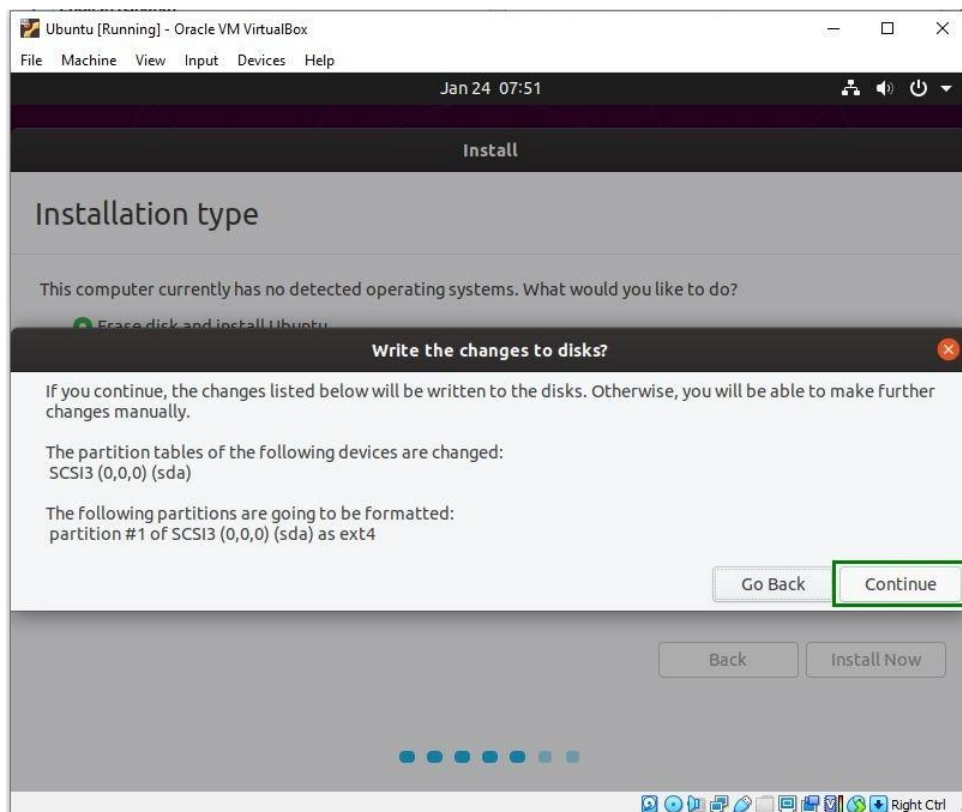 Ubuntu [Running] - Oracle VM VirtualBox
File Machine View Input Devices Help
Jan 24 07:51
Install
Installation type
This computer currently has no detected operating systems. What would you like to do?
Erase disk and install Ubuntu
Write the changes to disks?
If you continue, the changes listed below will be written to the disks. Otherwise, you will be able to make further
changes manually.
The partition tables of the following devices are changed:
SCSI3 (0,0,0) (sda)
The following partitions are going to be formatted:
partition #1 of SCSI3 (0,0,0) (sda) as ext4
Go Back Continue
Back Install Now
Right Ctrl